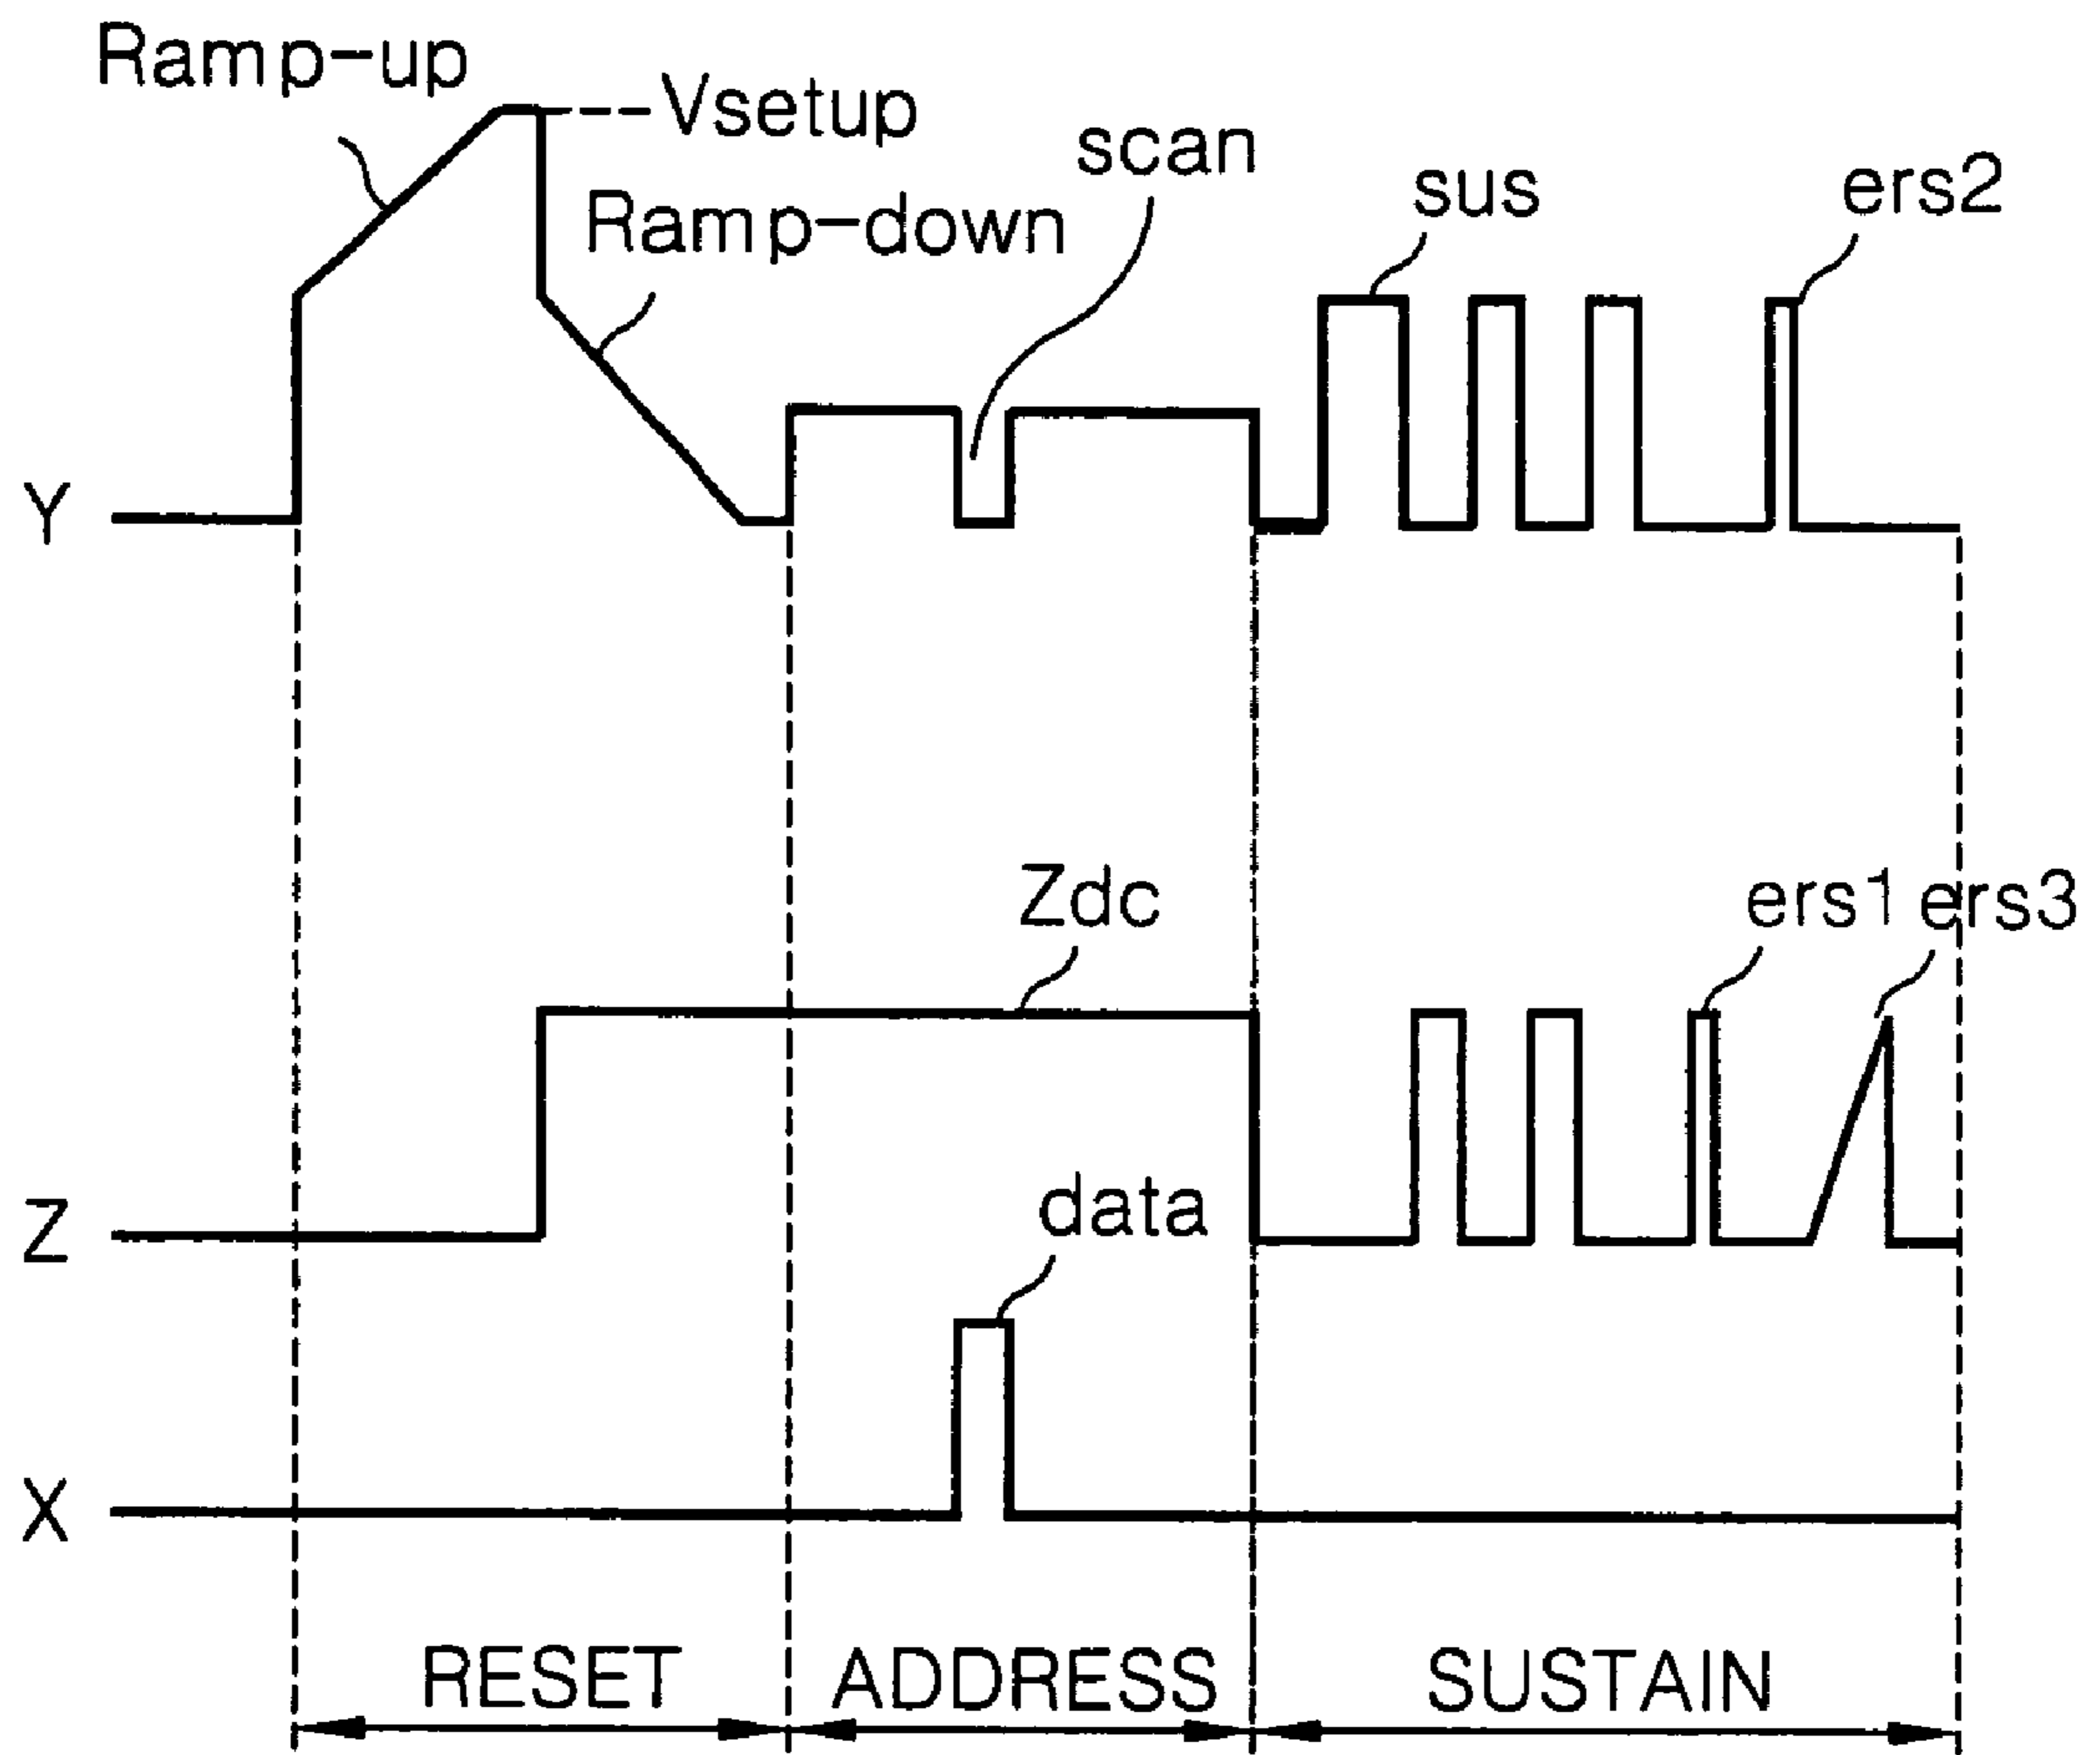 Ramp-up
Vsetup
scan
Ramp-down
sus
ers2
Y
Zdc
ers1 ers3
Z
data
X
RESET ADDRESS SUSTAIN